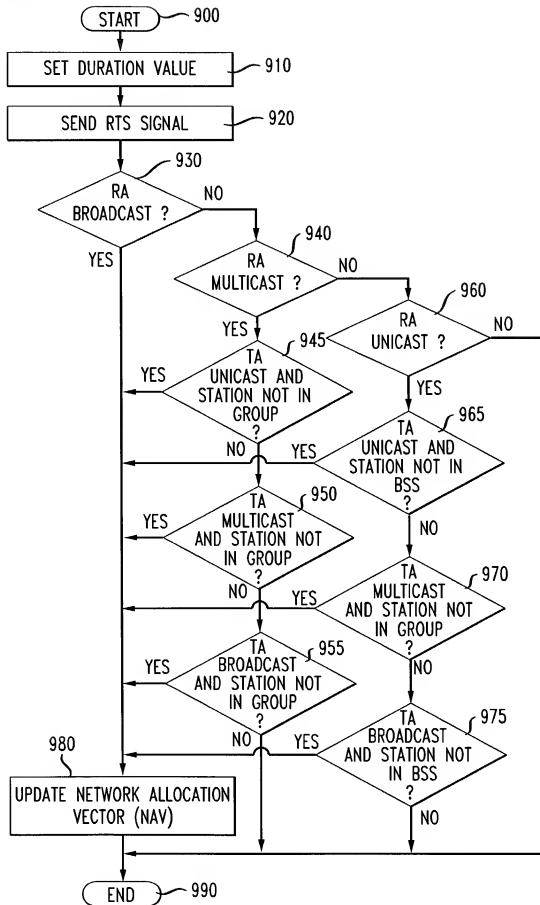 START
900
SET DURATION VALUE
910
SEND RTS SIGNAL
920
930
RA
BROADCAST ?
NO
YES
940
RA
MULTICAST ?
NO
YES
960
RA
UNICAST ?
NO
YES
945
TA
UNICAST AND
STATION NOT IN
GROUP
?
YES
NO
965
TA
UNICAST AND
STATION NOT IN
BSS
?
YES
NO
950
TA
MULTICAST
AND STATION NOT
IN GROUP
?
YES
NO
970
TA
MULTICAST
AND STATION NOT
IN GROUP
?
YES
NO
955
TA
BROADCAST
AND STATION NOT
IN GROUP
?
YES
NO
975
TA
BROADCAST
AND STATION NOT
IN BSS
?
YES
NO
980
UPDATE NETWORK ALLOCATION
VECTOR (NAV)
END
990